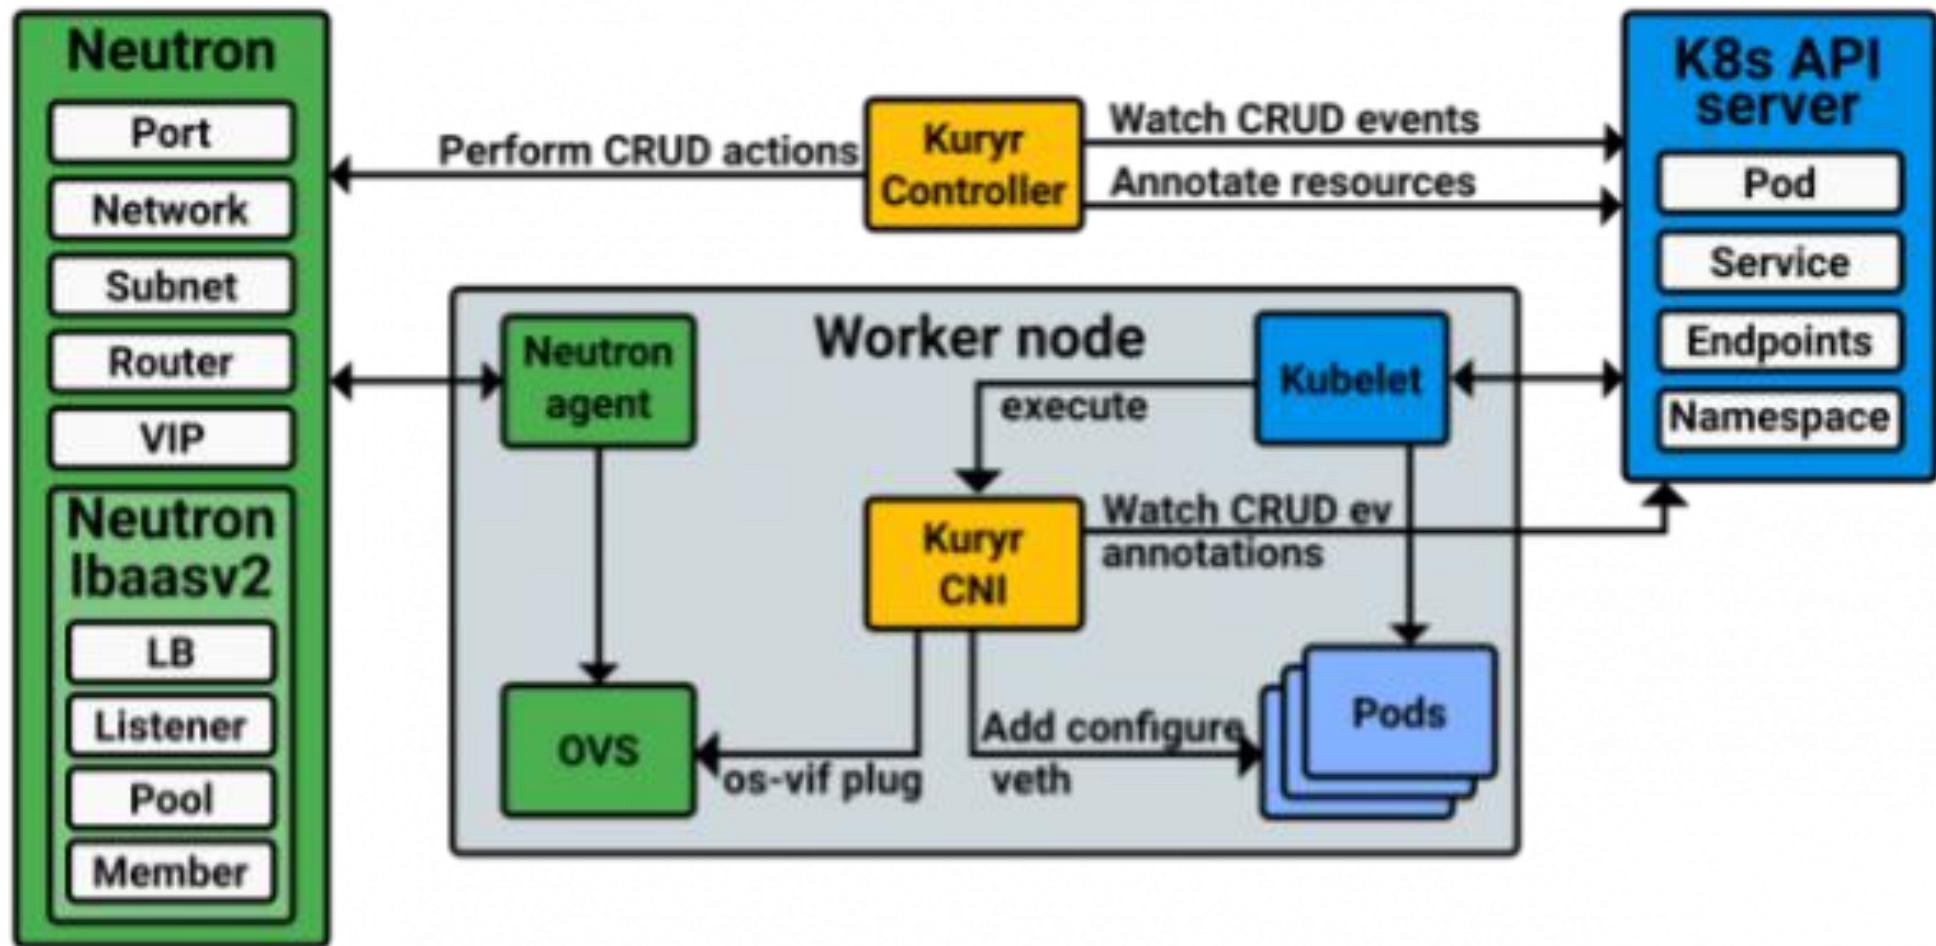 Neutron
Port
Network
Subnet
Router
VIP
Neutron
lbaasv2
LB
Listener
Pool
Member
Perform CRUD actions
Kuryr
Controller
Watch CRUD events
Annotate resources
K8s API
server
Pod
Service
Endpoints
Namespace
Worker node
Neutron
agent
Kubelet
execute
Kuryr
CNI
Watch CRUD ev
annotations
OVS
os-vif plug
Add configure
veth
Pods